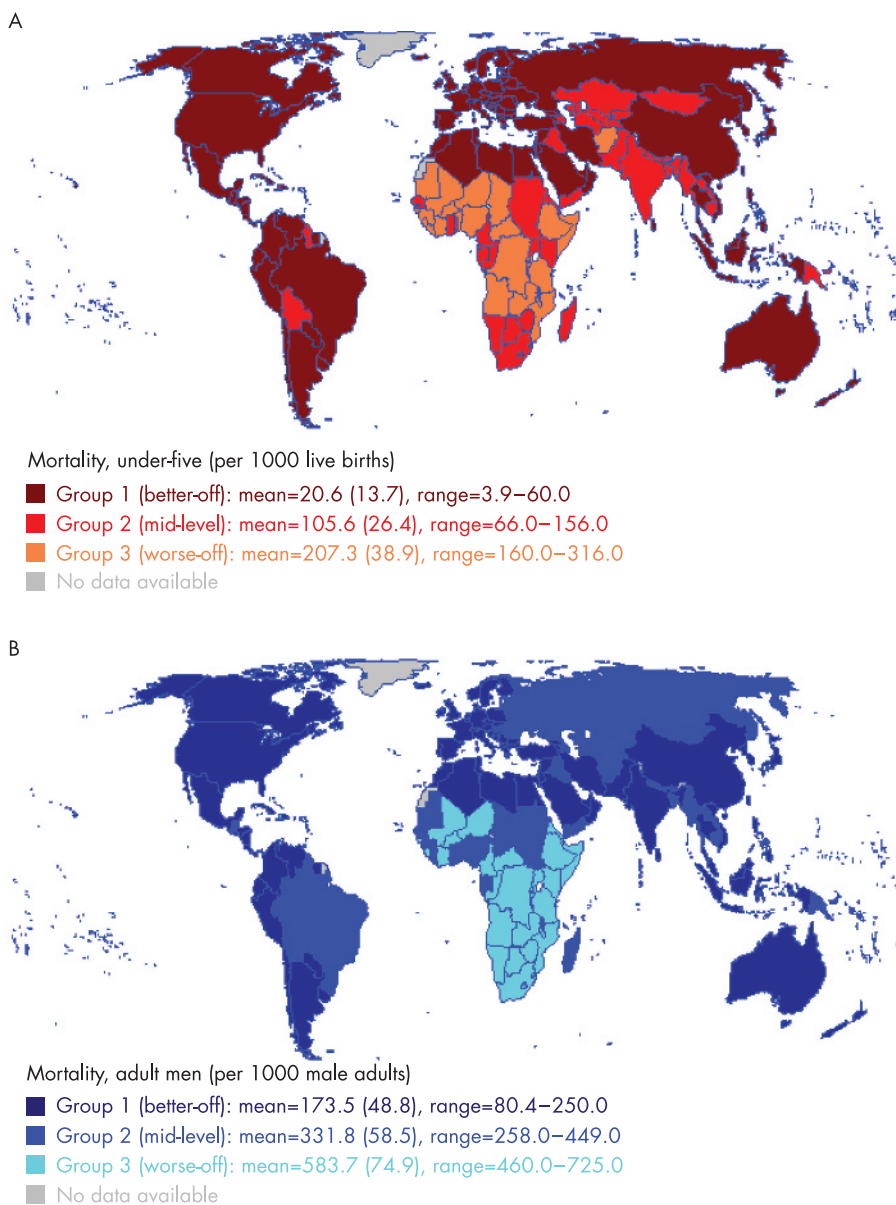 A
Mortality, under-five (per 1000 live births)
Group 1 (better-off): mean=20.6 (13.7), range=3.9–60.0
Group 2 (mid-level): mean=105.6 (26.4), range=66.0–156.0
Group 3 (worse-off): mean=207.3 (38.9), range=160.0–316.0
No data available
B
Mortality, adult men (per 1000 male adults)
Group 1 (better-off): mean=173.5 (48.8), range=80.4–250.0
Group 2 (mid-level): mean=331.8 (58.5), range=258.0–449.0
Group 3 (worse-off): mean=583.7 (74.9), range=460.0–725.0
No data available